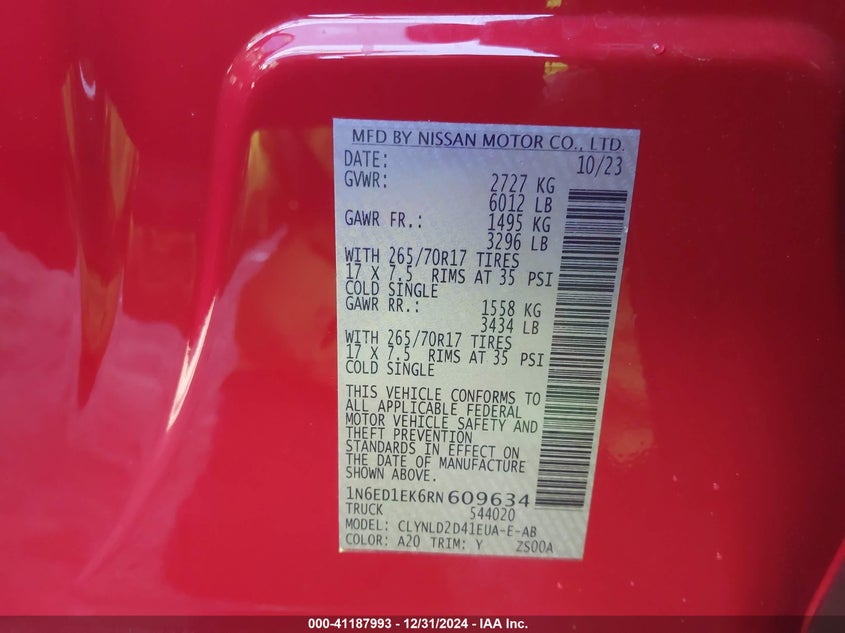 MFD BY NISSAN MOTOR CO., LTD.
DATE: 10/23
GVWR: 2727 KG
6012 LB
GAWR FR.: 1495 KG
3296 LB
WITH 265/70R17 TIRES
17 X 7.5 RIMS AT 35 PSI
COLD SINGLE
GAWR RR.: 1558 KG
3434 LB
WITH 265/70R17 TIRES
17 X 7.5 RIMS AT 35 PSI
COLD SINGLE
THIS VEHICLE CONFORMS TO
ALL APPLICABLE FEDERAL
MOTOR VEHICLE SAFETY AND
THEFT PREVENTION
STANDARDS IN EFFECT ON
THE DATE OF MANUFACTURE
SHOWN ABOVE.
1N6ED1EK6RN609634
TRUCK 544020
MODEL: CLYNLD2D41EUA-E-AB
COLOR: A20 TRIM: Y ZS00A
000-41187993 - 12/31/2024 - IAA Inc.